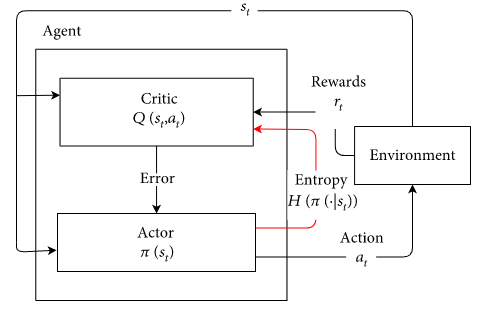 s_t
Agent
Critic
Q (s_t,a_t)
Rewards
r_t
Environment
Error
Entropy
H (π (·|s_t))
Actor
π (s_t)
Action
a_t